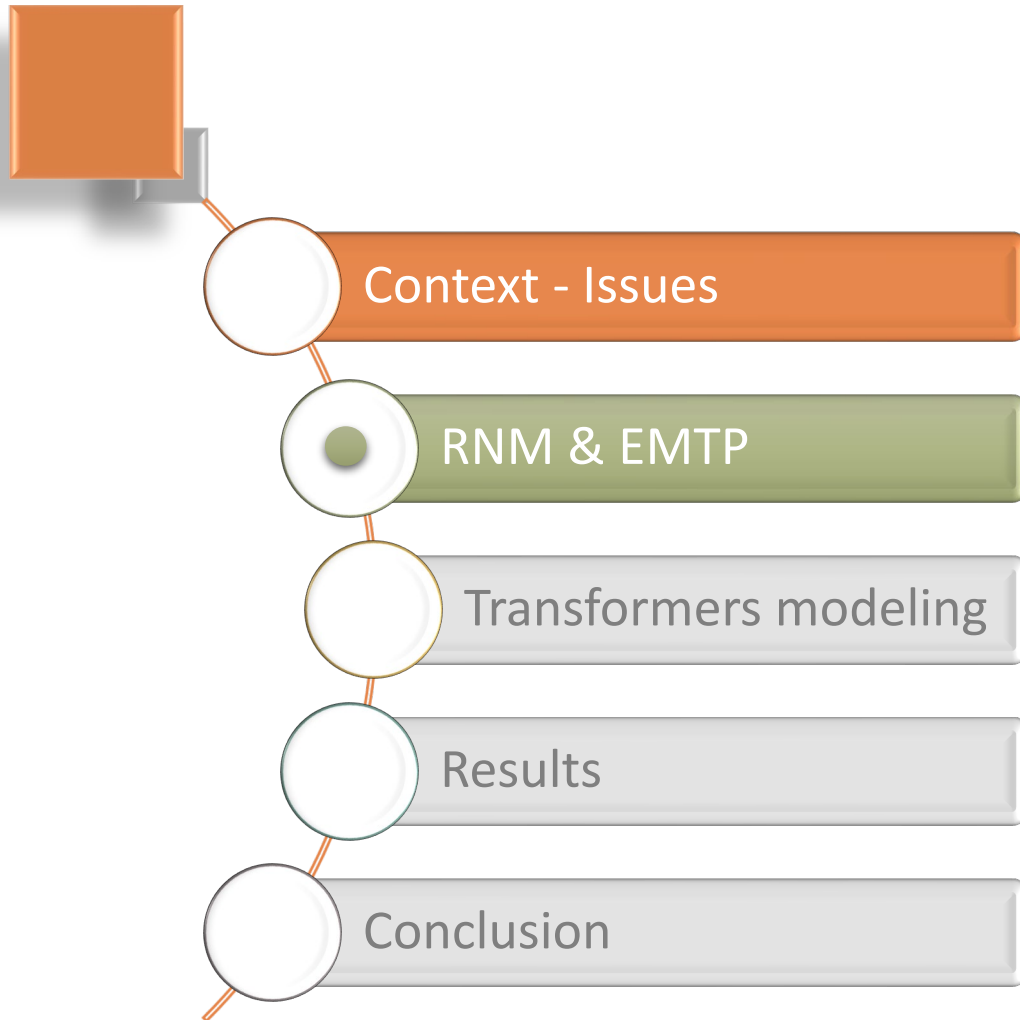 Context - Issues
RNM & EMTP
Transformers modeling
Results
Conclusion